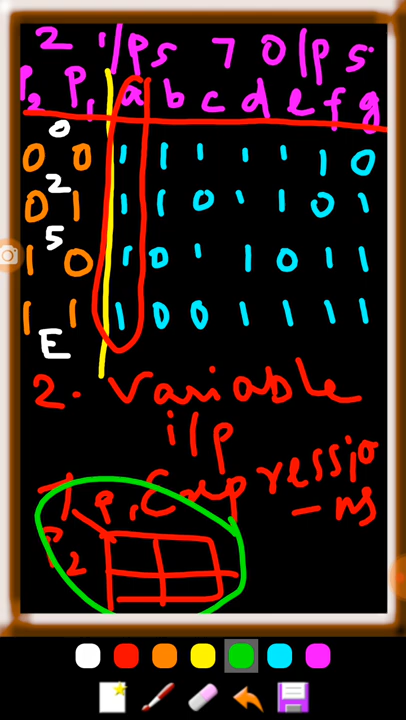 2 i/ps 7 o/ps
P2 P1 a b c d e f g
0
0 0 1 1 1 1 1 1 0
2
0 1 1 1 0 1 1 0 1
5
1 0 1 0 1 1 0 1 1
1 1 1 0 0 1 1 1 1
E
2. Variable
i/p
7 Expressio
-ns
P1
P2